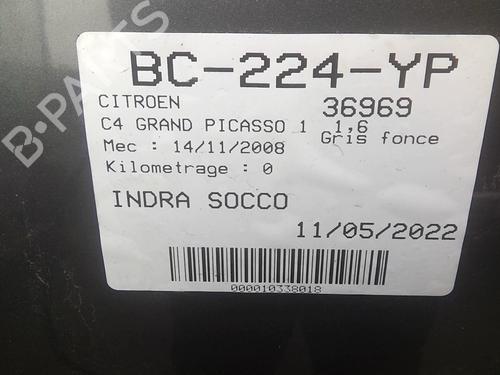 B-PARTS
BC-224-YP
CITROEN 36969
C4 GRAND PICASSO 1 1,6
Mec : 14/11/2008 Gris fonce
Kilometrage : 0
INDRA SOCCO
11/05/2022
000010338018